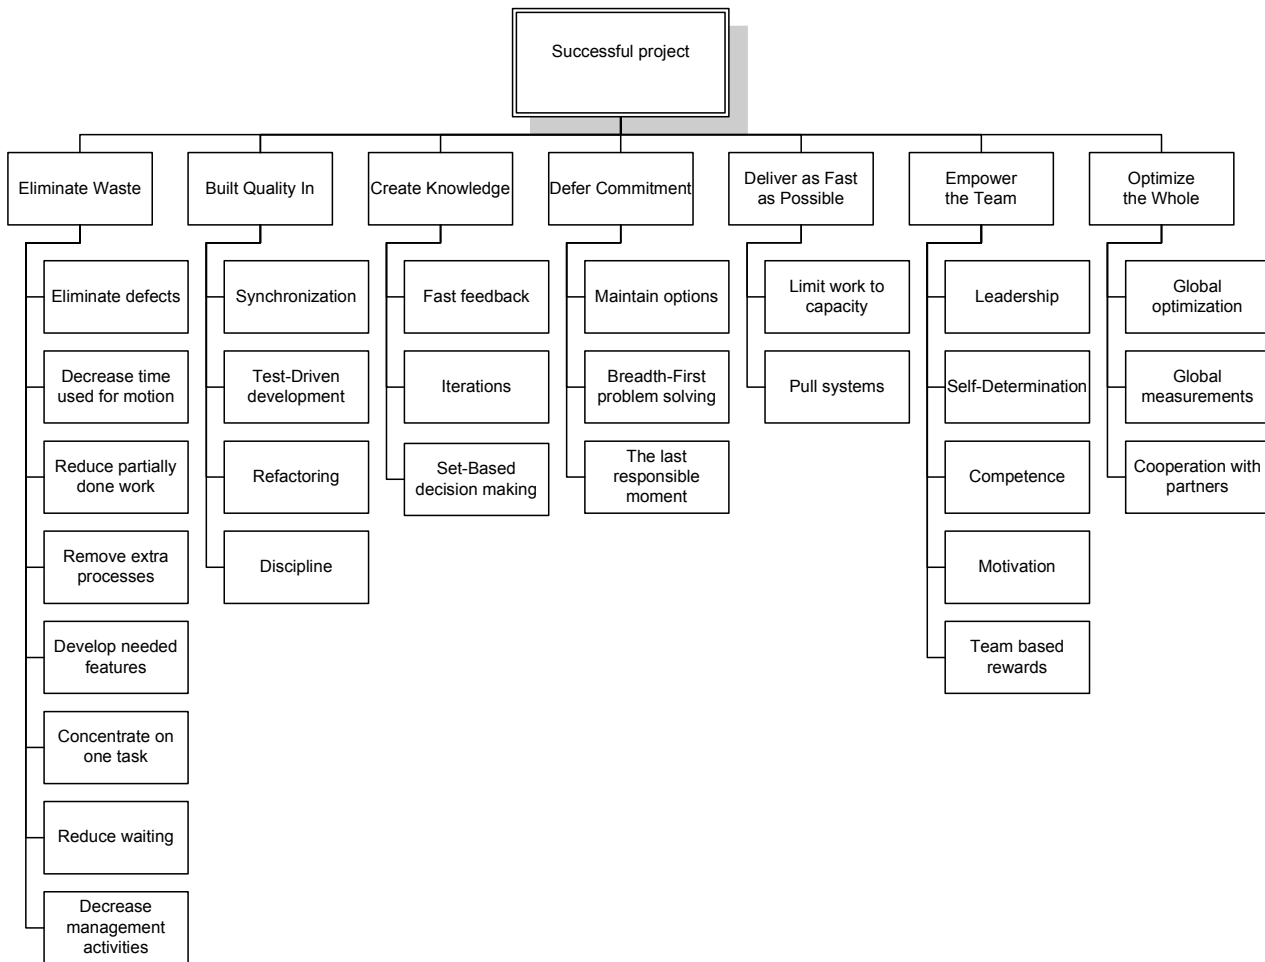 Successful project
Eliminate Waste
Built Quality In
Create Knowledge
Defer Commitment
Deliver as Fast
as Possible
Empower
the Team
Optimize
the Whole
Eliminate defects
Decrease time
used for motion
Reduce partially
done work
Remove extra
processes
Develop needed
features
Concentrate on
one task
Reduce waiting
Decrease
management
activities
Synchronization
Test-Driven
development
Refactoring
Discipline
Fast feedback
Iterations
Set-Based
decision making
Maintain options
Breadth-First
problem solving
The last
responsible
moment
Limit work to
capacity
Pull systems
Leadership
Self-Determination
Competence
Motivation
Team based
rewards
Global
optimization
Global
measurements
Cooperation with
partners